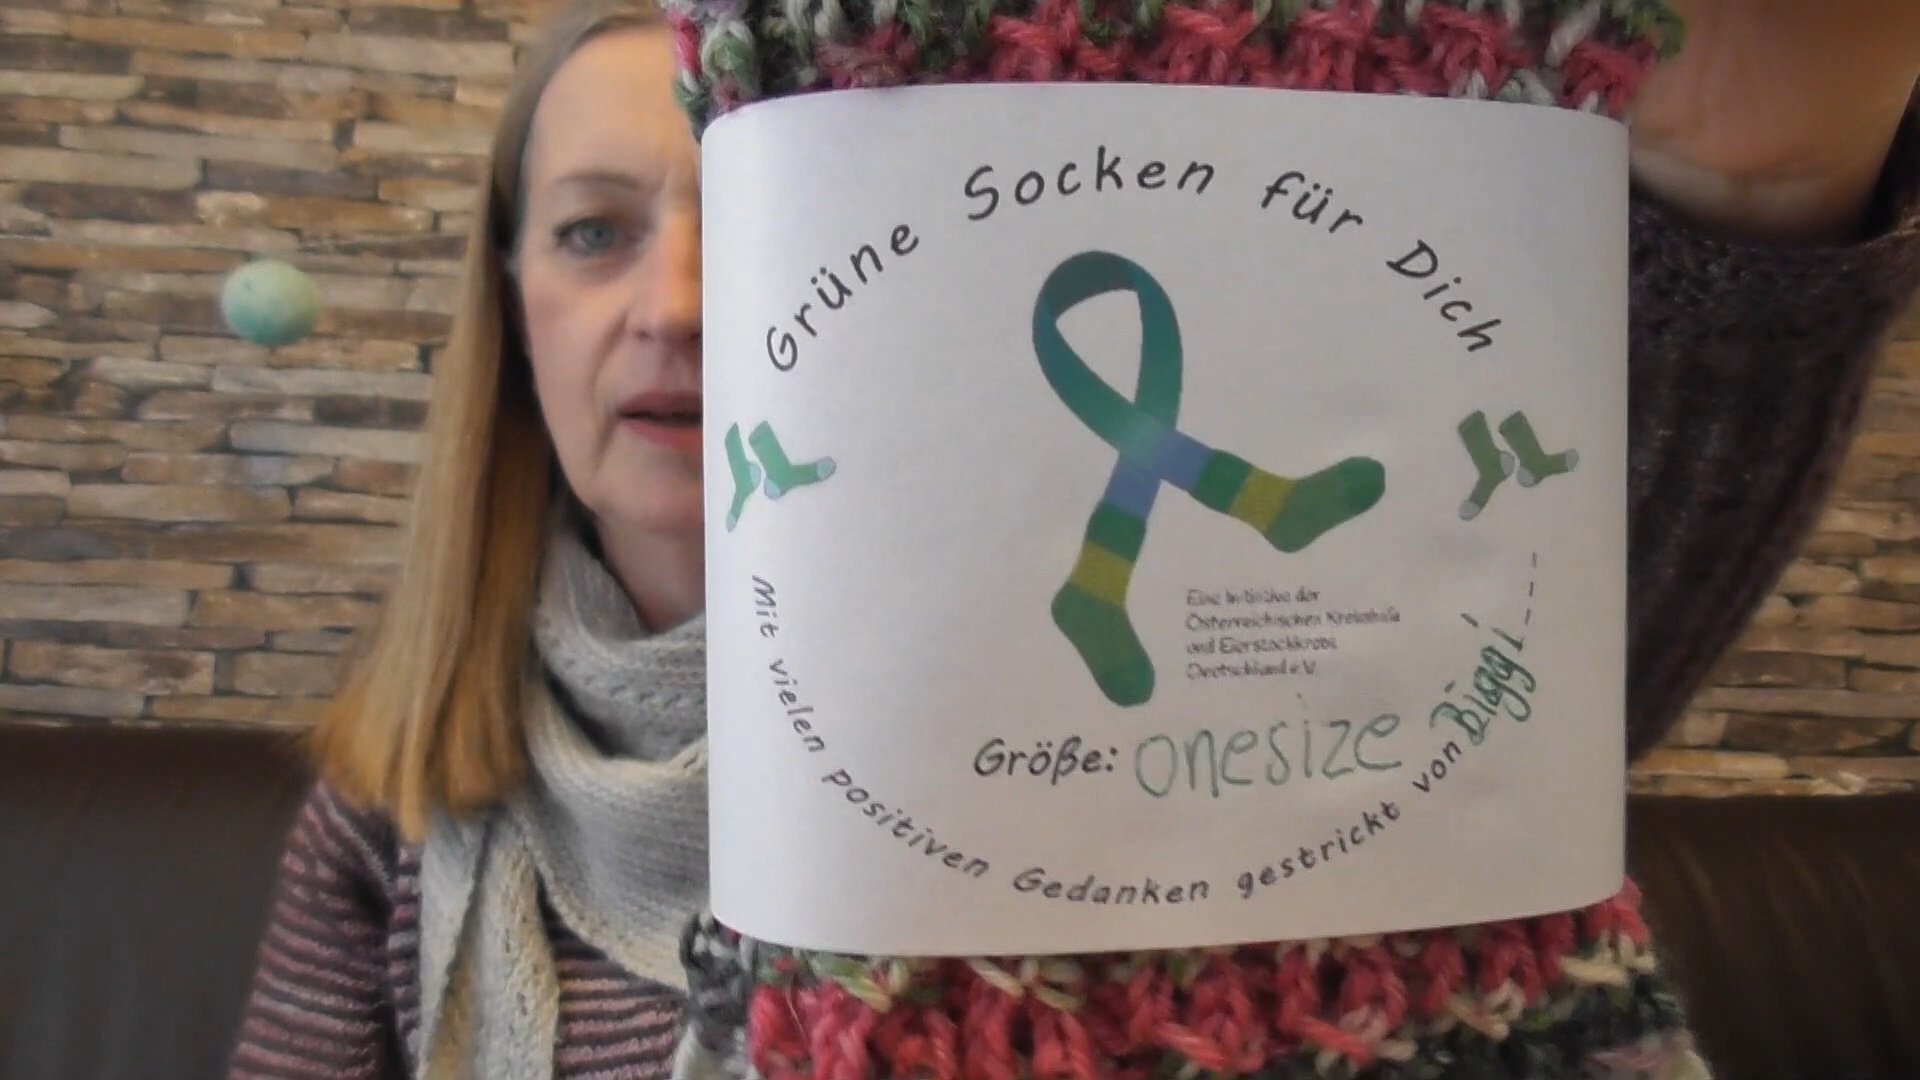 Grüne Socken für Dich
Eine Initiative der
Österreichischen Krebshilfe
und Eierstockkrebs
Deutschland e.V.
Größe: onesize
Mit vielen positiven Gedanken gestrickt von Biggi